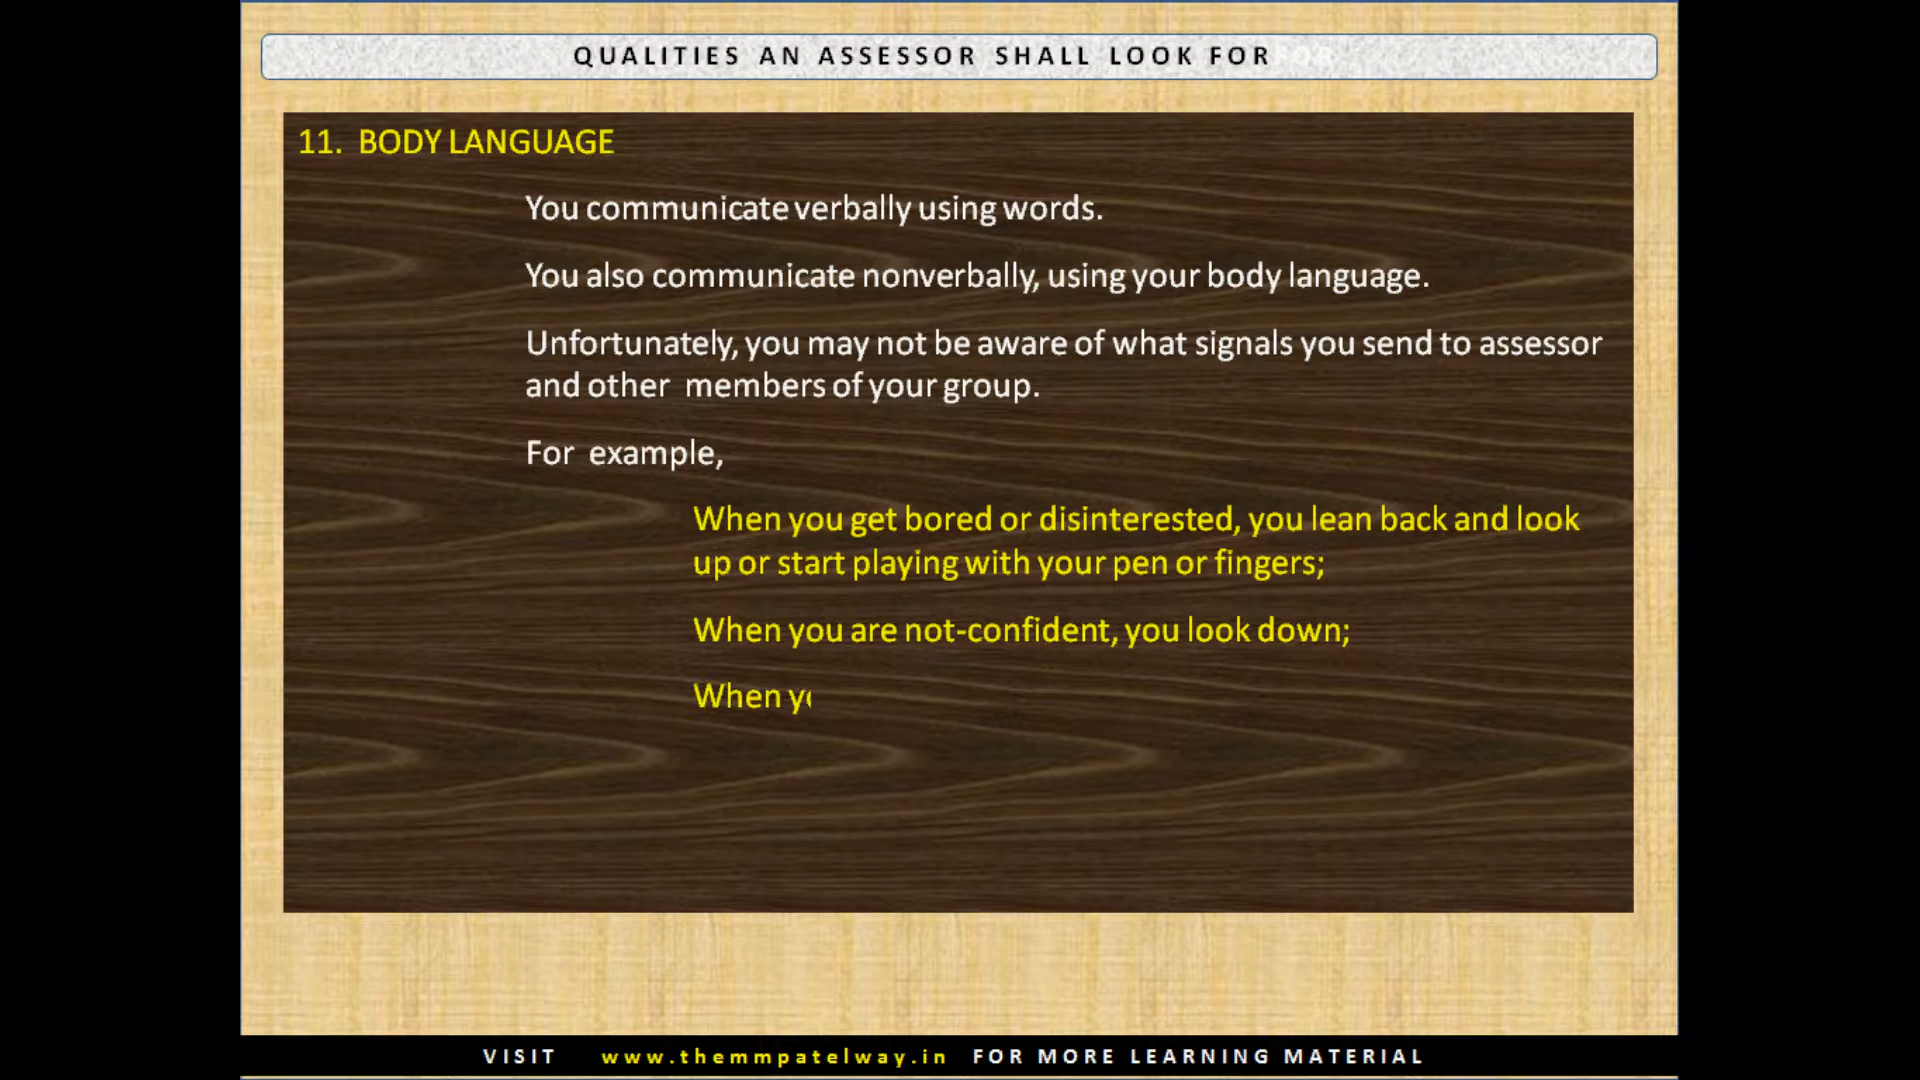 QUALITIES AN ASSESSOR SHALL LOOK FOR
11. BODY LANGUAGE
You communicate verbally using words.
You also communicate nonverbally, using your body language.
Unfortunately, you may not be aware of what signals you send to assessor
and other members of your group.
For example,
When you get bored or disinterested, you lean back and look
up or start playing with your pen or fingers;
When you are not-confident, you look down;
When
VISIT www.themmpatelway.in FOR MORE LEARNING MATERIAL